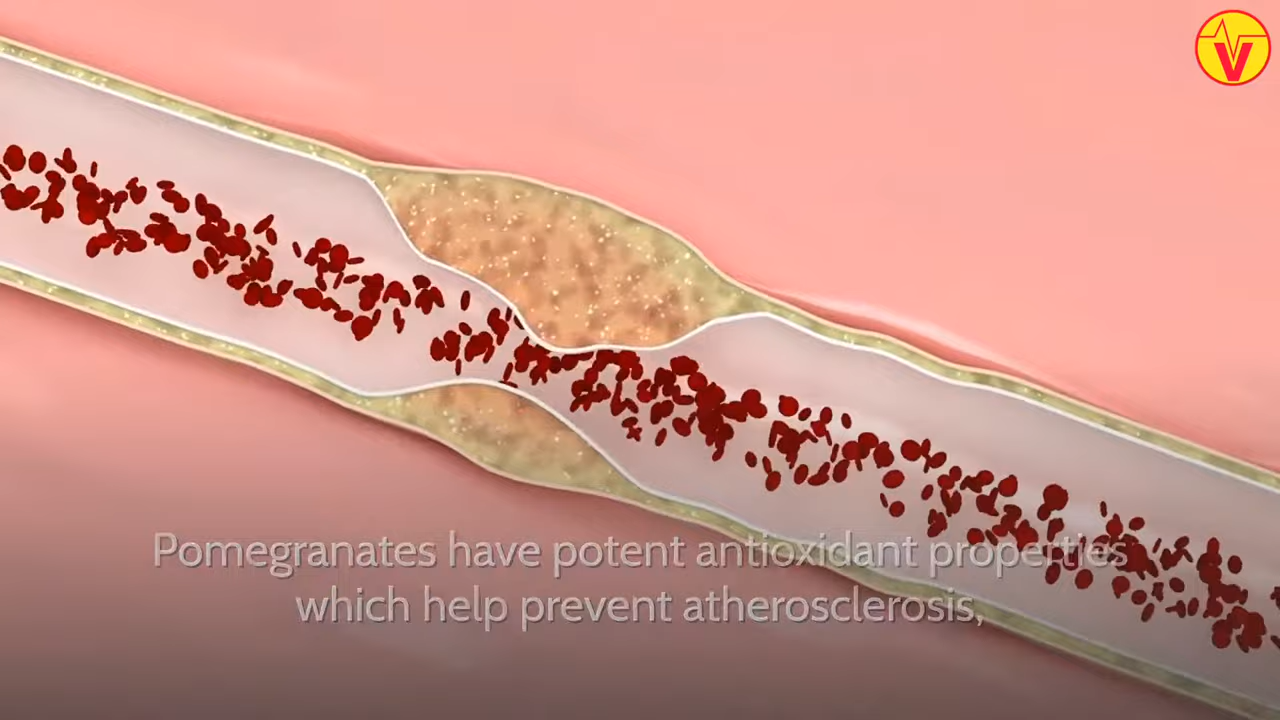 V
Pomegranates have potent antioxidant properties
which help prevent atherosclerosis,